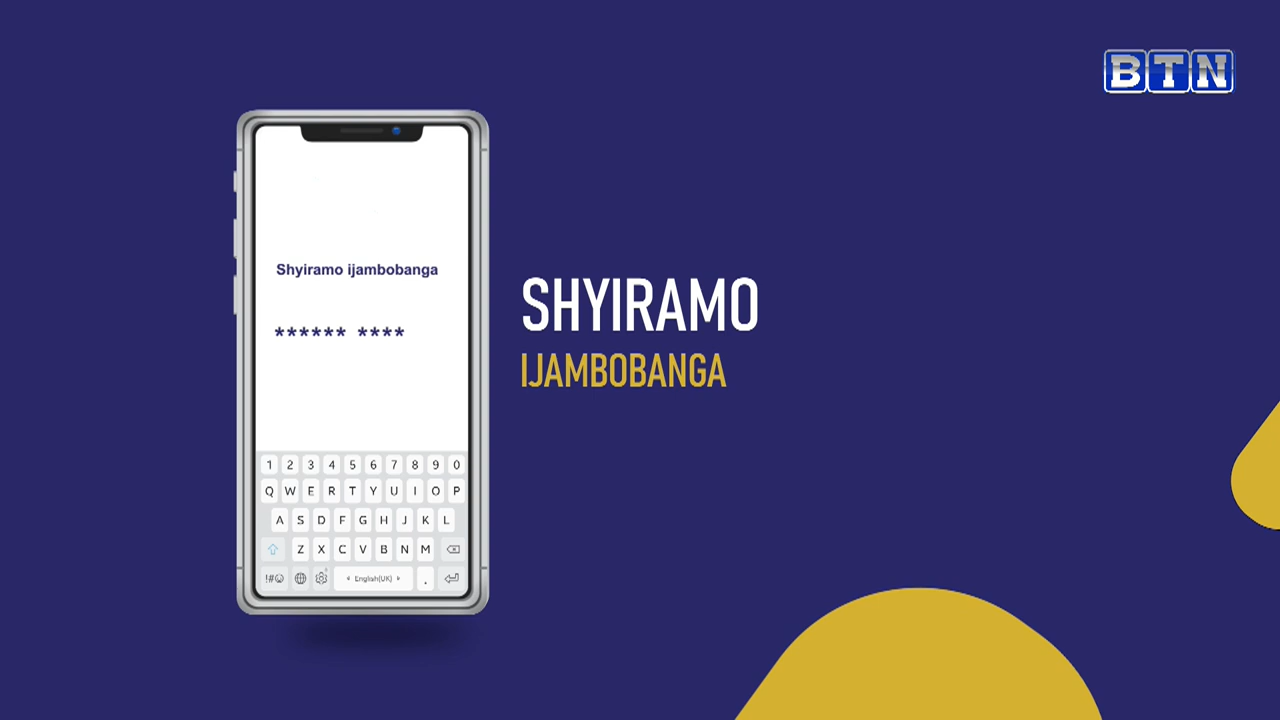 BTN
Shyiramo ijambobanga
****** ****
SHYIRAMO
IJAMBOBANGA
1 2 3 4 5 6 7 8 9 0
Q W E R T Y U I O P
A S D F G H J K L
Z X C V B N M
!#☺ English(UK) .